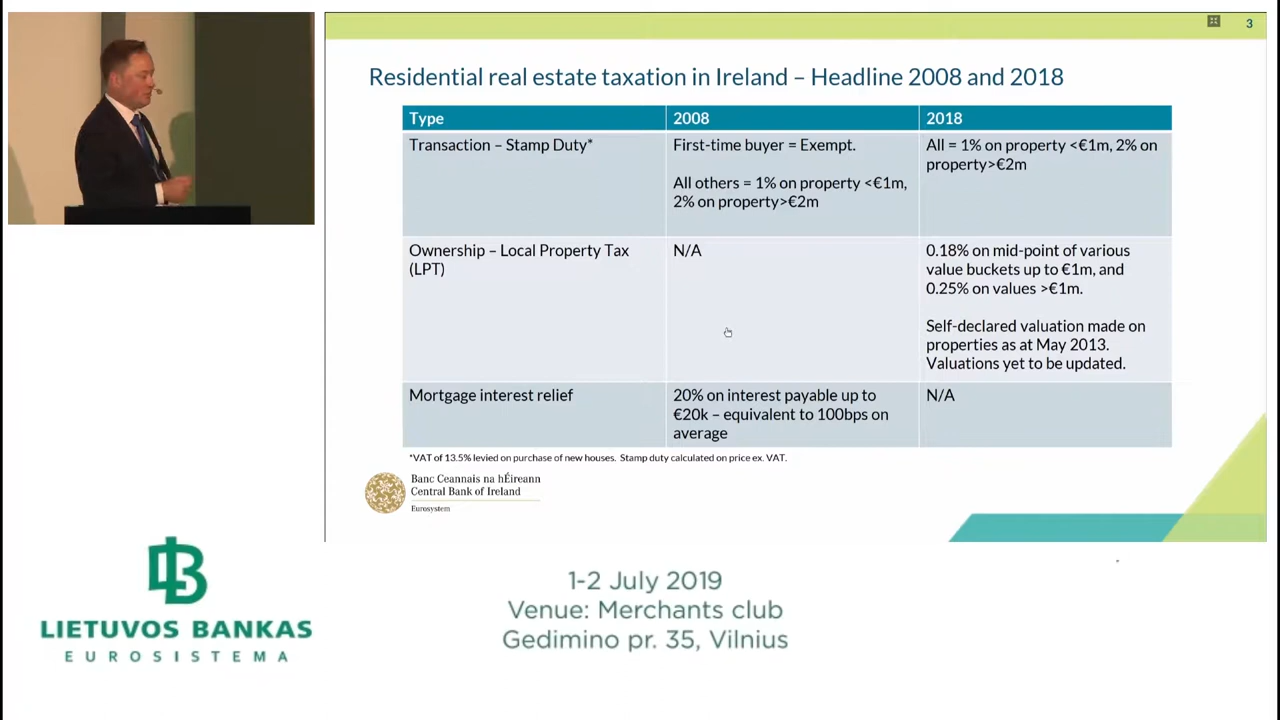 3
Residential real estate taxation in Ireland – Headline 2008 and 2018
Type
2008
2018
Transaction – Stamp Duty*
First-time buyer = Exempt.
All others = 1% on property <€1m,
2% on property>€2m
All = 1% on property <€1m, 2% on
property>€2m
Ownership – Local Property Tax
(LPT)
N/A
0.18% on mid-point of various
value buckets up to €1m, and
0.25% on values >€1m.
Self-declared valuation made on
properties as at May 2013.
Valuations yet to be updated.
Mortgage interest relief
20% on interest payable up to
€20k – equivalent to 100bps on
average
N/A
*VAT of 13.5% levied on purchase of new houses. Stamp duty calculated on price ex. VAT.
Banc Ceannais na hÉireann
Central Bank of Ireland
Eurosystem
LIETUVOS BANKAS
EUROSISTEMA
1-2 July 2019
Venue: Merchants club
Gedimino pr. 35, Vilnius